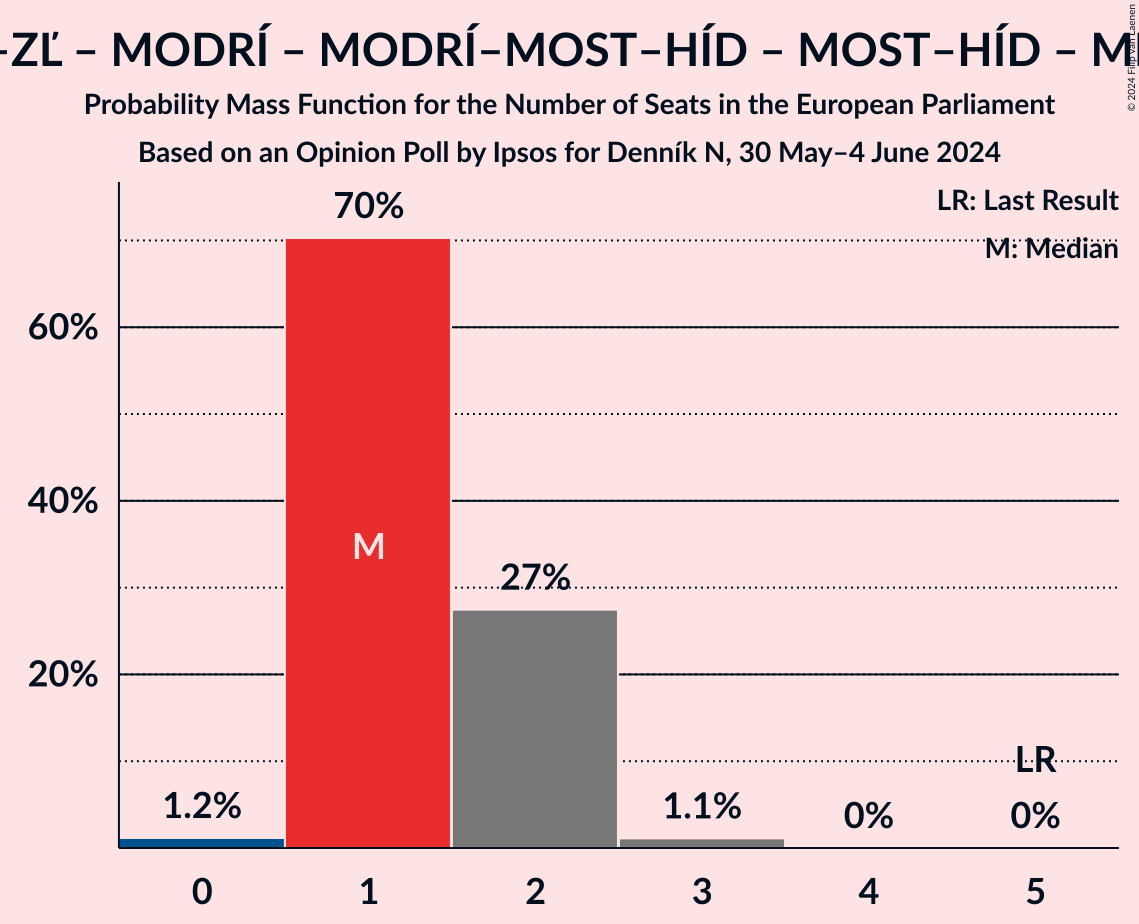 -ZĽ – MODRÍ – MODRÍ–MOST–HÍD – MOST–HÍD – M
© 2024 Filip van Laenen
Probability Mass Function for the Number of Seats in the European Parliament
Based on an Opinion Poll by Ipsos for Denník N, 30 May–4 June 2024
LR: Last Result
M: Median
70%
60%
M
40%
27%
20%
LR
1.2%
1.1%
0%
0%
0
1
2
3
4
5